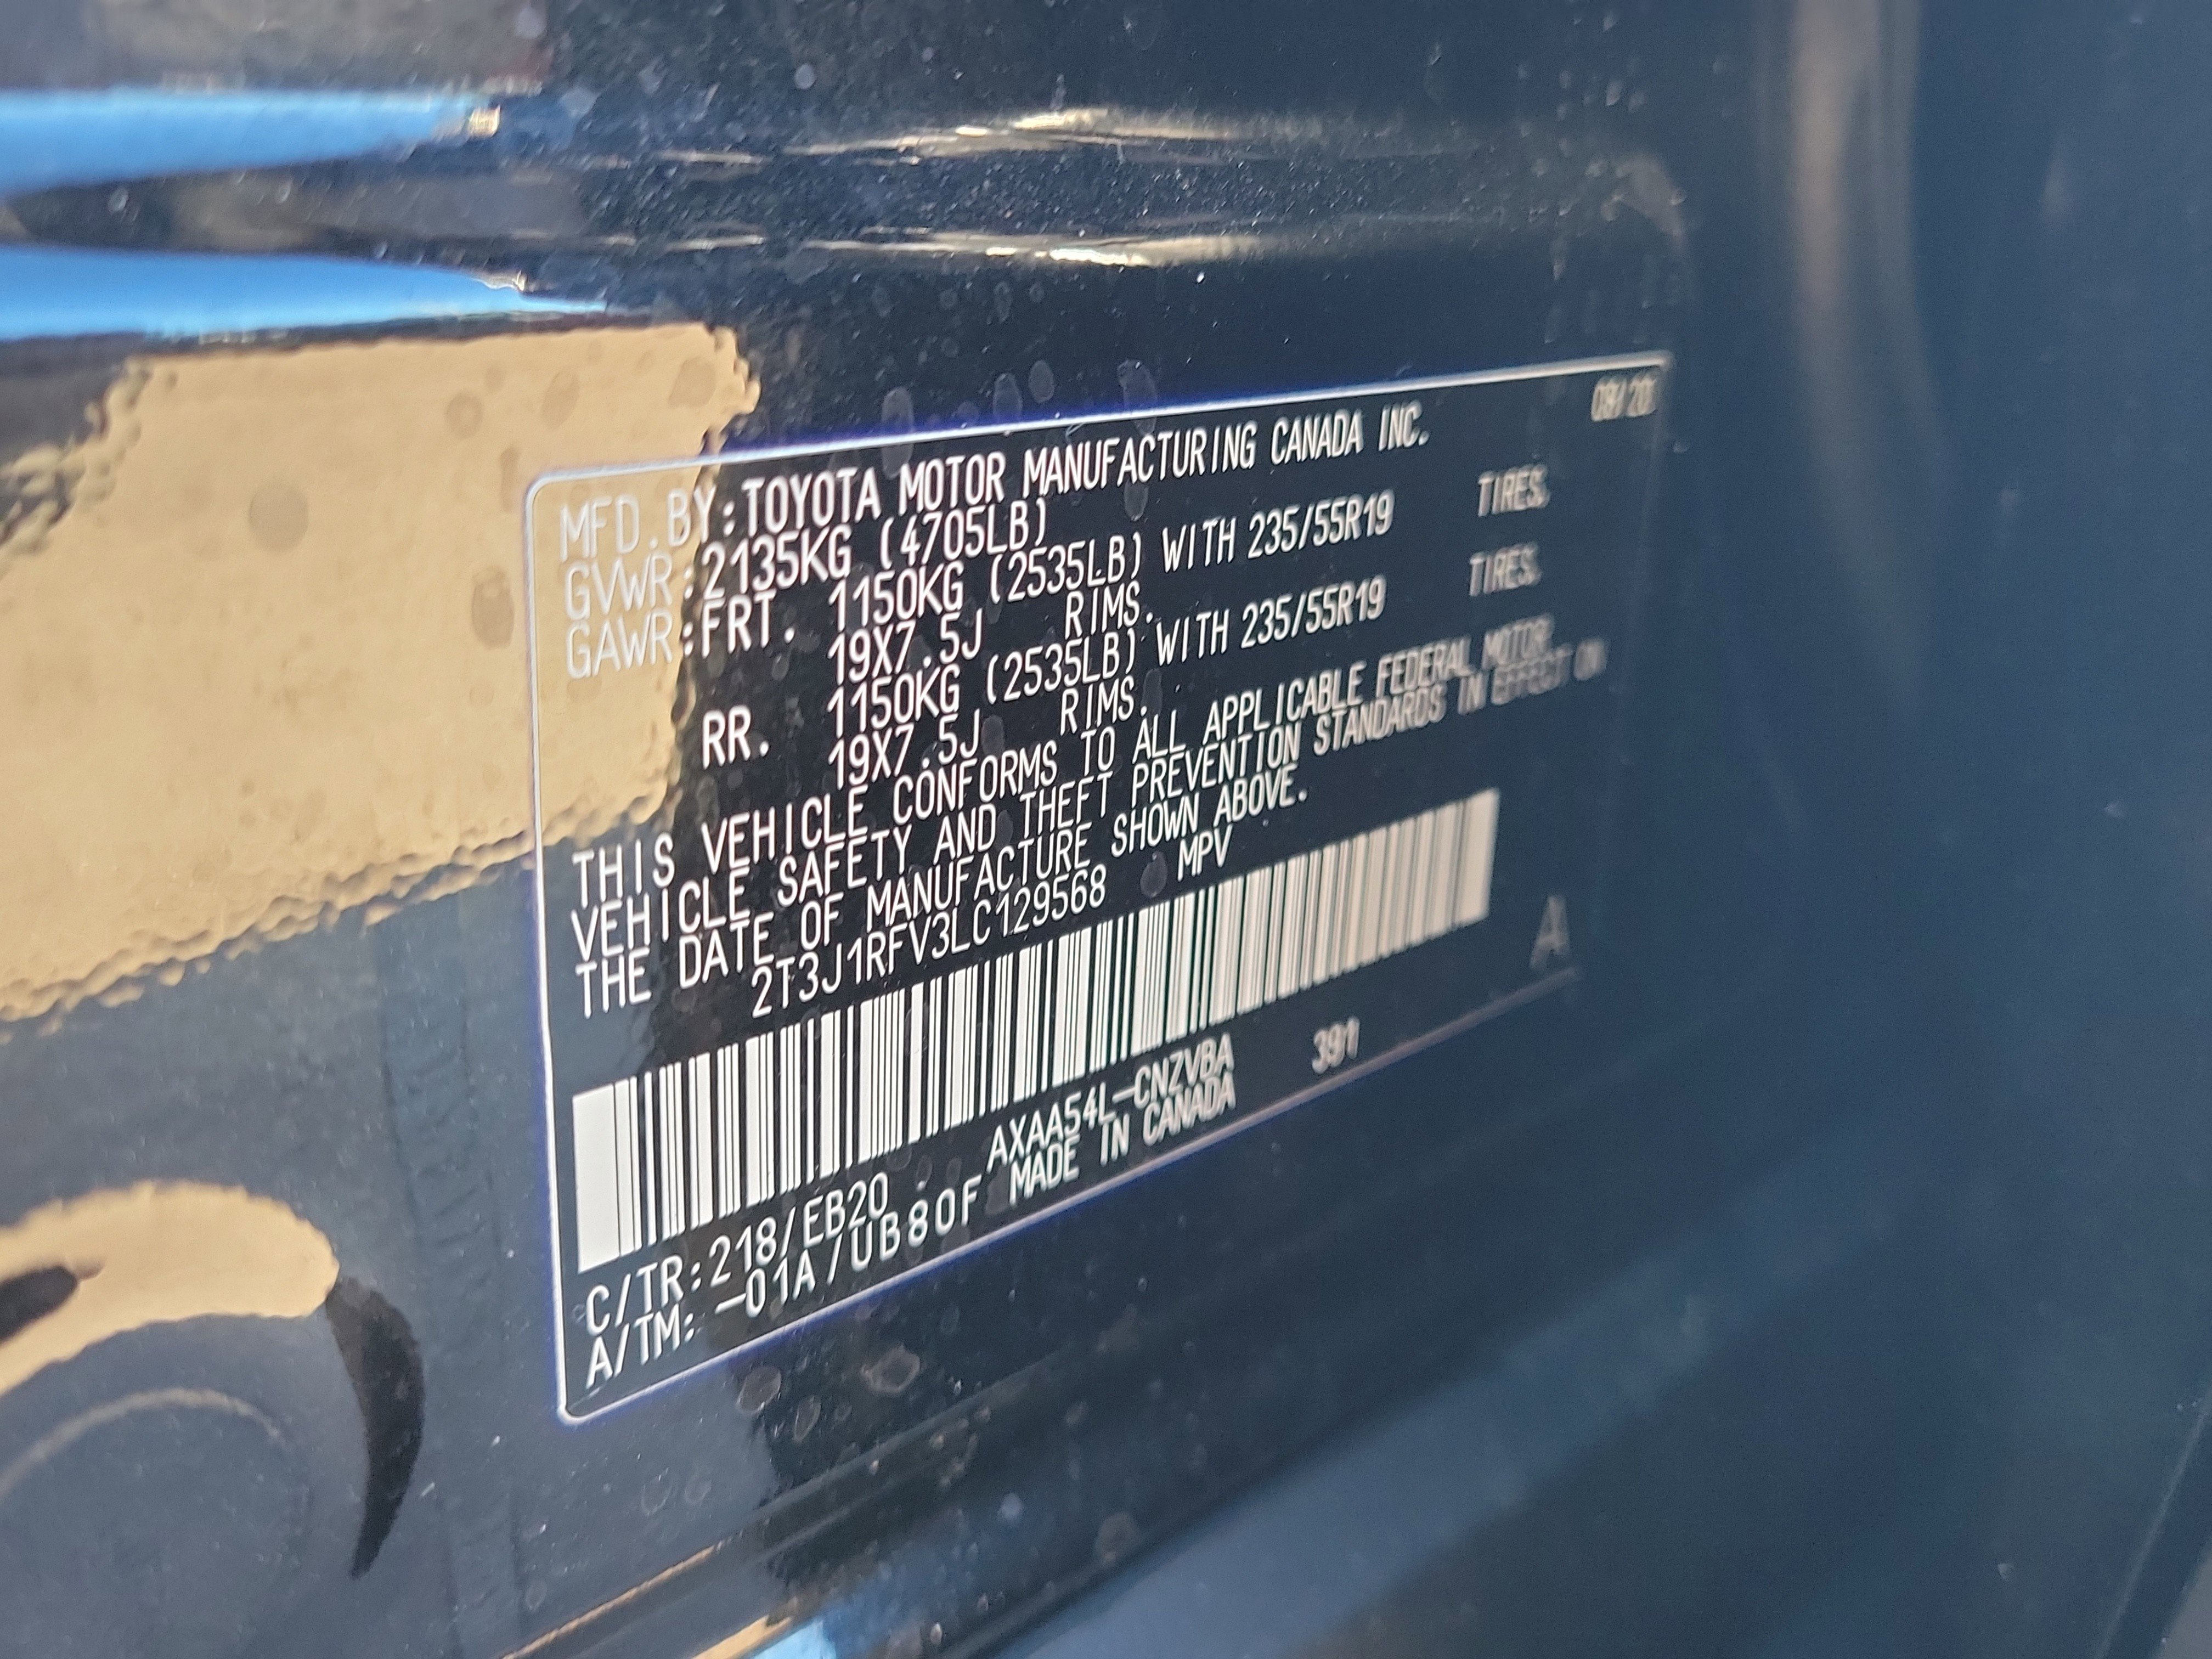 08/20
MFD.BY:TOYOTA MOTOR MANUFACTURING CANADA INC.
GVWR:2135KG (4705LB)
GAWR:FRT. 1150KG (2535LB) WITH 235/55R19 TIRES.
19X7.5J RIMS.
RR. 1150KG (2535LB) WITH 235/55R19 TIRES.
19X7.5J RIMS.
THIS VEHICLE CONFORMS TO ALL APPLICABLE FEDERAL MOTOR
VEHICLE SAFETY AND THEFT PREVENTION STANDARDS IN EFFECT ON
THE DATE OF MANUFACTURE SHOWN ABOVE.
2T3J1RFV3LC129568 MPV
A
C/TR:218/EB20 AXAA54L-CNZVBA 391
A/TM: -01A/UB80F MADE IN CANADA